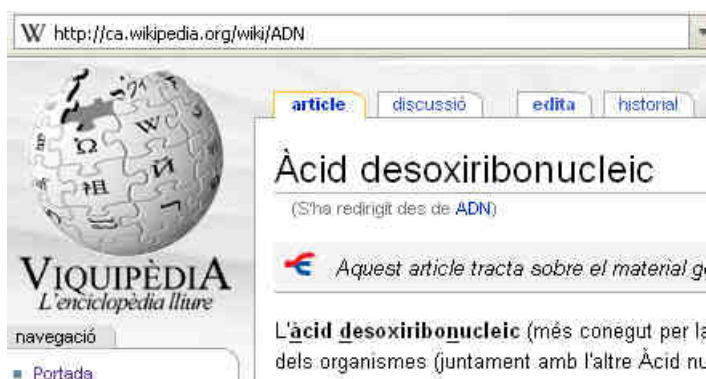 W http://ca.wikipedia.org/wiki/ADN
article discussió edita historial
Àcid desoxiribonucleic
(S'ha redirigit des de ADN)
Aquest article tracta sobre el material
VIQUIPÈDIA
L'enciclopèdia lliure
navegació
Portada
L'àcid desoxiribonucleic (més conegut per la
dels organismes (juntament amb l'altre Àcid nu